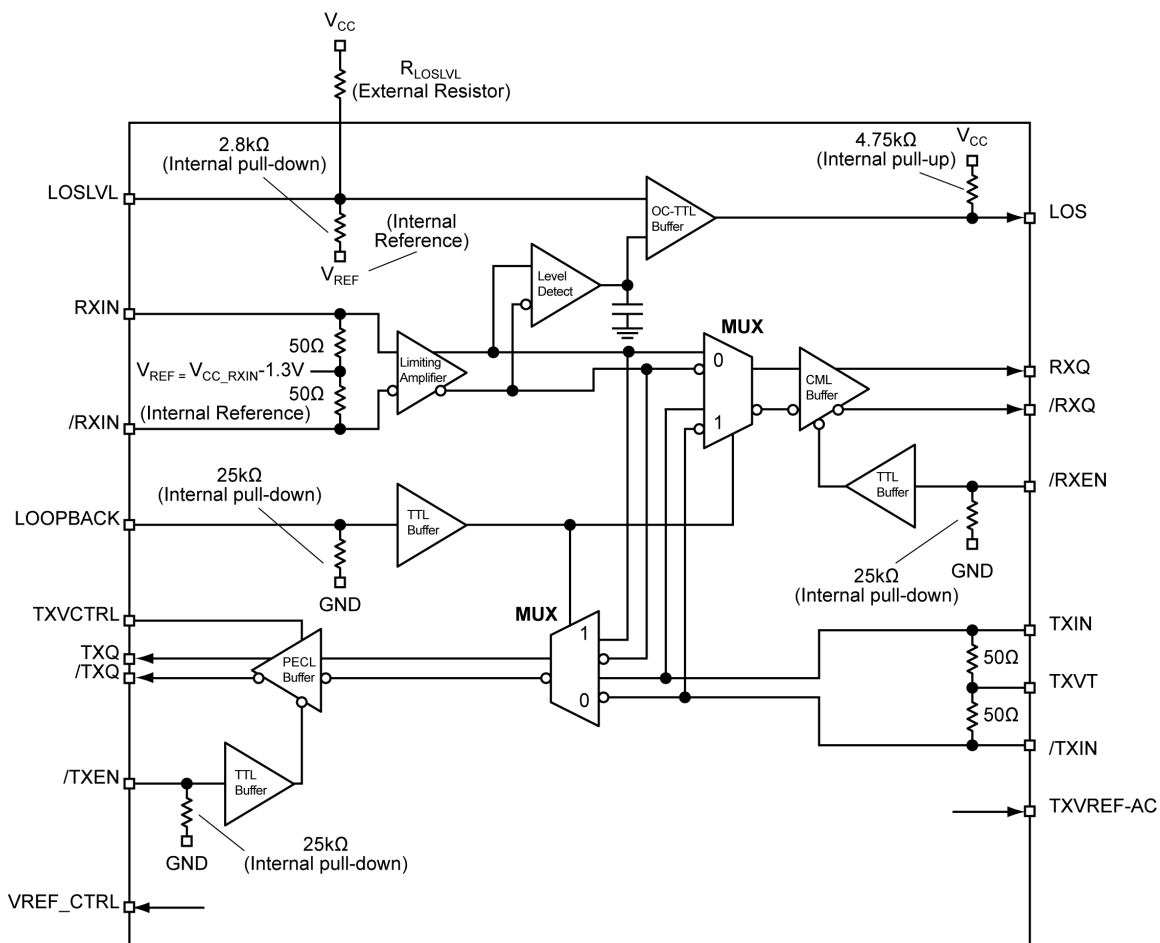 VCC
RLOSLVL
(External Resistor)
2.8kΩ
(Internal pull-down)
4.75kΩ
(Internal pull-up)
VCC
LOSLVL
OC-TTL
Buffer
LOS
(Internal
Reference)
VREF
Level
Detect
RXIN
MUX
50Ω
Limiting
Amplifier
0
VREF = VCC_RXIN-1.3V
CML
Buffer
RXQ
50Ω
(Internal Reference)
/RXQ
/RXIN
1
25kΩ
(Internal pull-down)
TTL
Buffer
/RXEN
LOOPBACK
TTL
Buffer
GND
GND
25kΩ
(Internal pull-down)
TXVCTRL
MUX
1
TXIN
TXQ
PECL
Buffer
50Ω
/TXQ
TXVT
0
50Ω
/TXIN
/TXEN
TTL
Buffer
TXVREF-AC
GND
25kΩ
(Internal pull-down)
VREF_CTRL